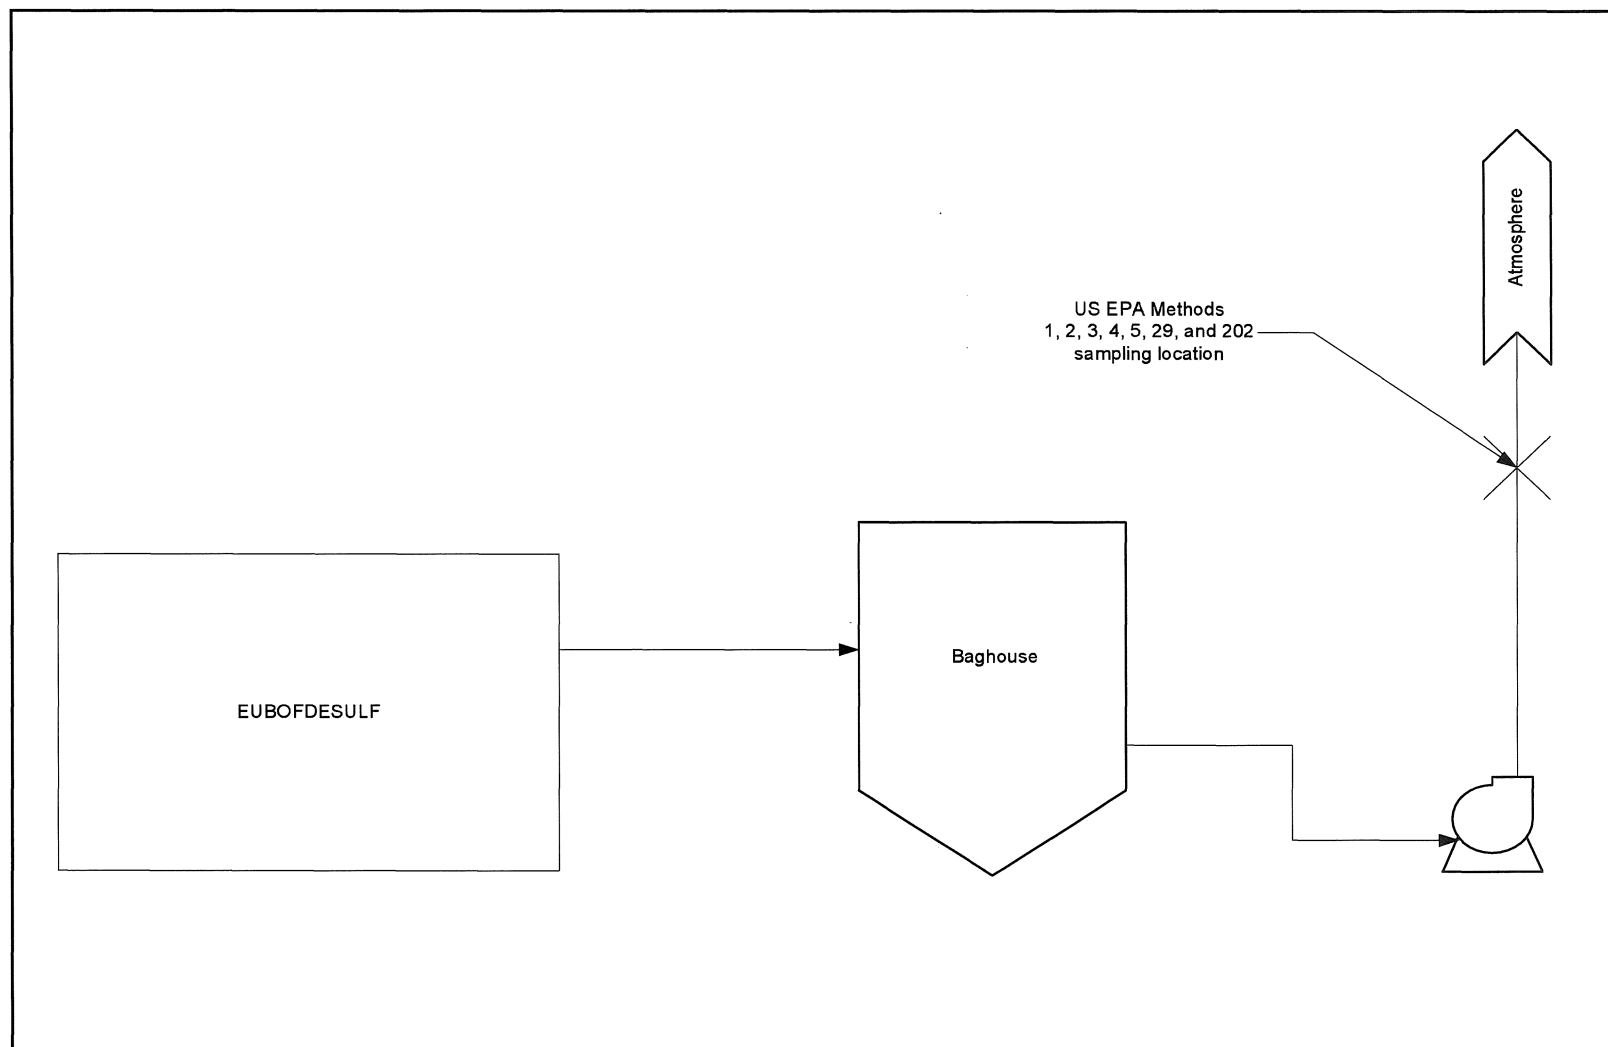 Atmosphere
US EPA Methods
1, 2, 3, 4, 5, 29, and 202
sampling location
Baghouse
EUBOFDESULF